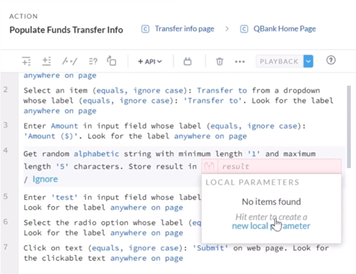 ACTION
Populate Funds Transfer Info
Transfer info page
QBank Home Page
+ API
PLAYBACK
anywhere on page
2 Select an item (equals, ignore case): Transfer to from a dropdown
whose label (equals, ignore case): 'Transfer to'. Look for the label
anywhere on page
3 Enter Amount in input field whose label (equals, ignore case):
'Amount ($)'. Look for the label anywhere on page
4 Get random alphabetic string with minimum length '1' and maximum
length '5' characters. Store result in result
/ Ignore
LOCAL PARAMETERS
No items found
Hit enter to create a
new local parameter
5 Enter 'test' in input field whose label
Look for the label anywhere on page
6 Select the radio option whose label (eq
Look for the label anywhere on page
7 Click on text (equals, ignore case): 'Submit' on web page. Look for
the clickable text anywhere on page